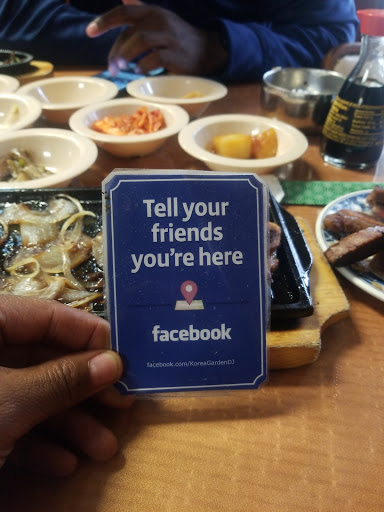 Tell your
friends
you're here
facebook
facebook.com/KoreaGardenDJ